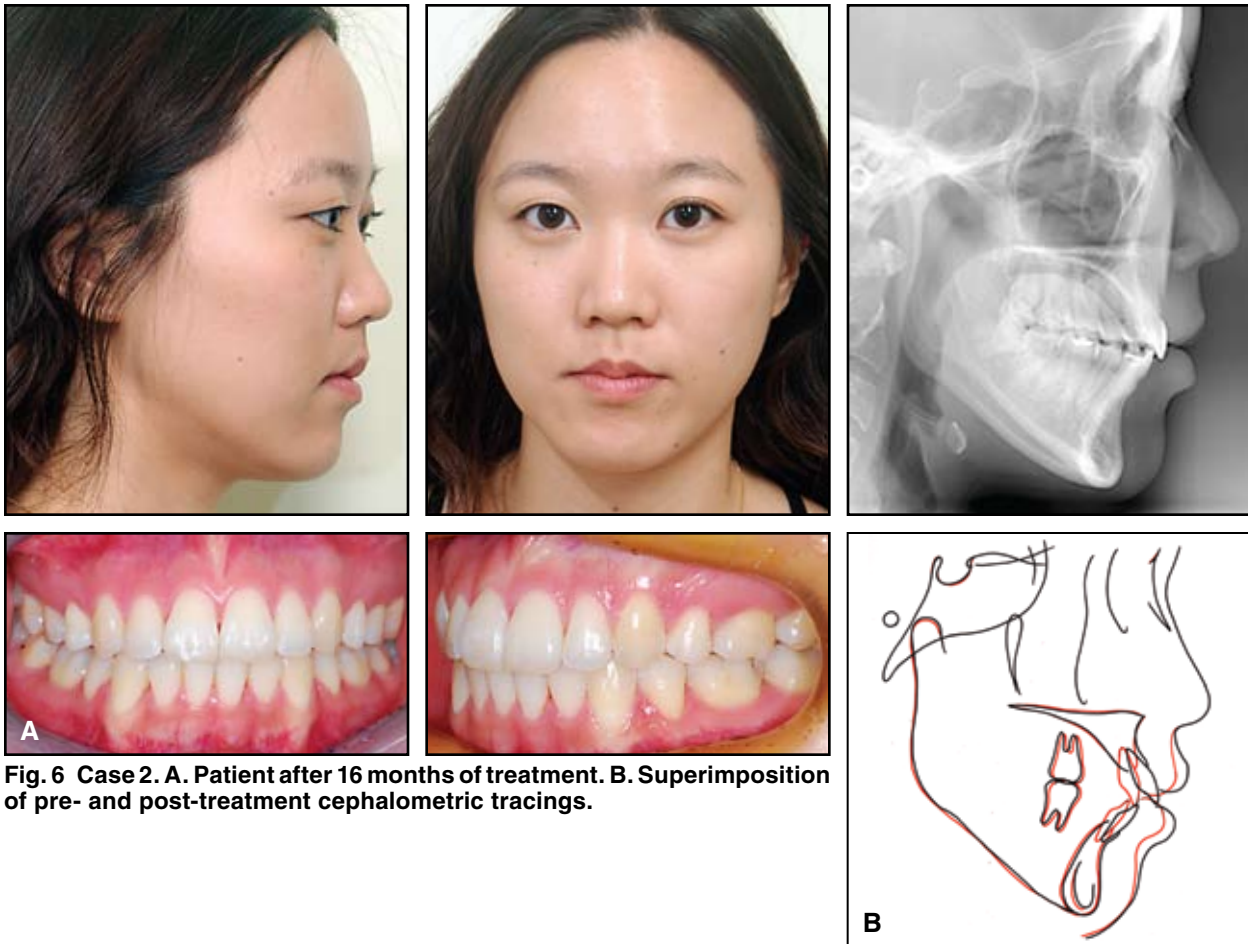 A
Fig. 6 Case 2. A. Patient after 16 months of treatment. B. Superimposition
of pre- and post-treatment cephalometric tracings.
B